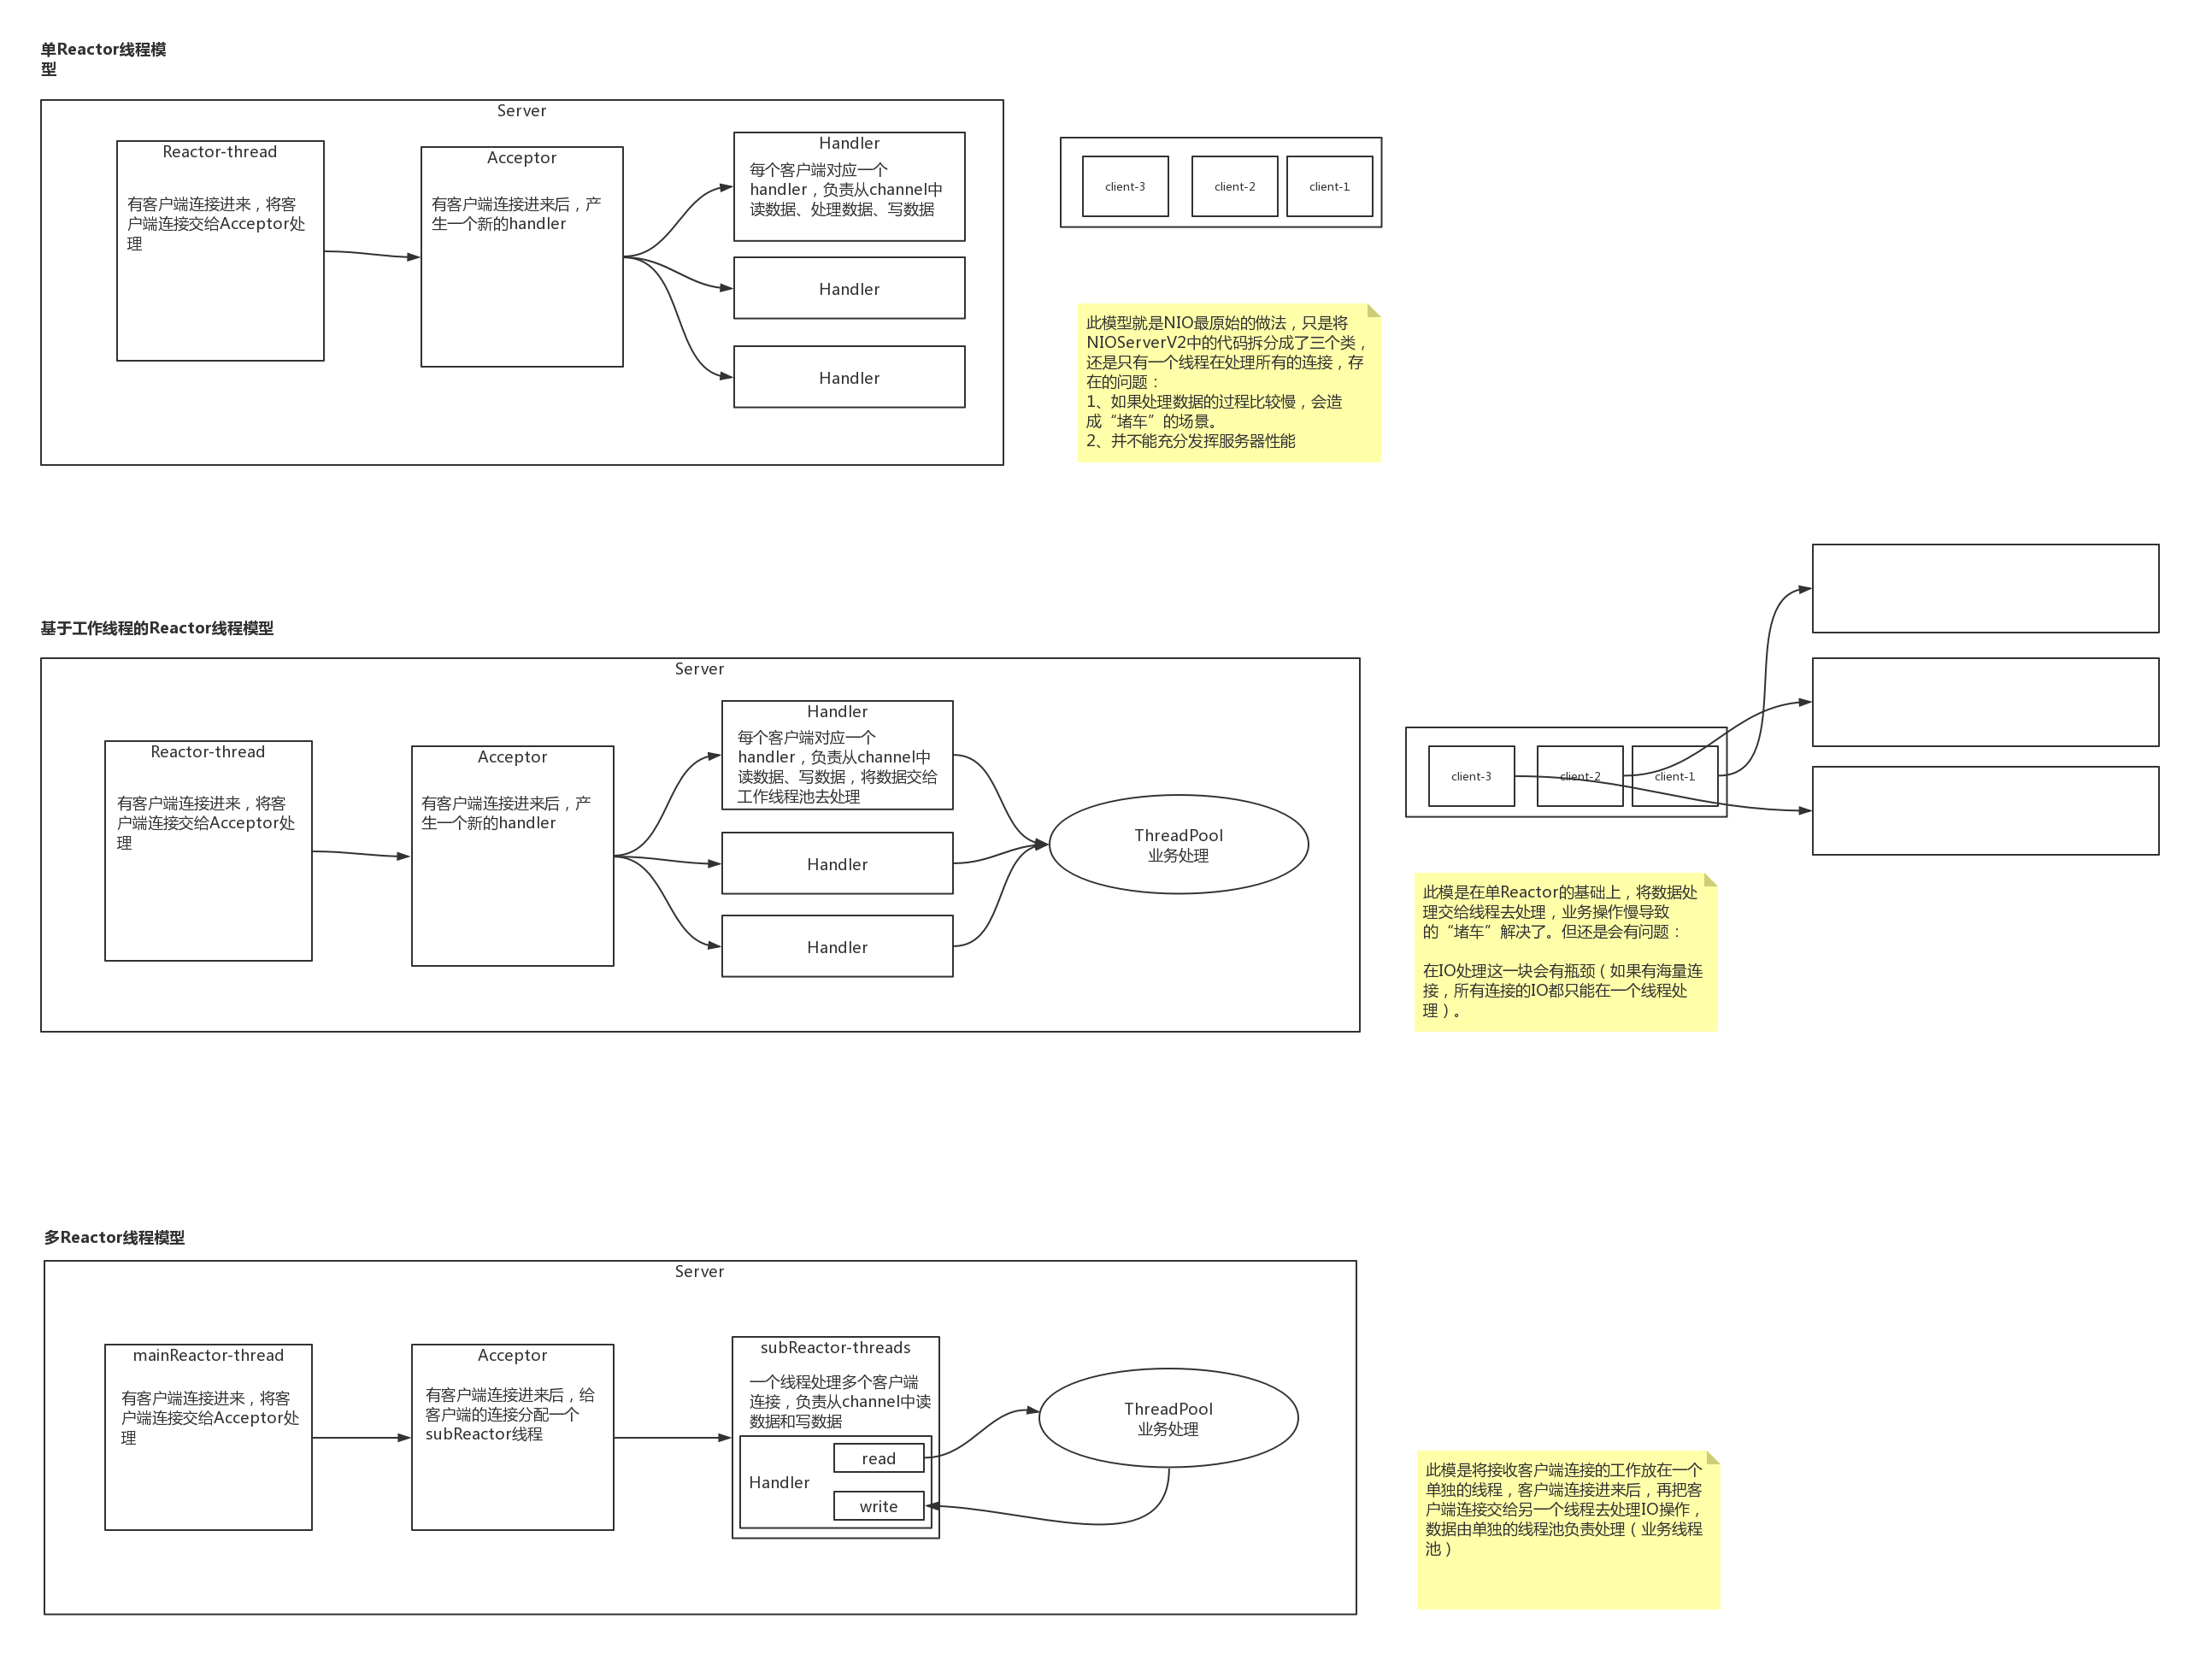 单Reactor线程模
型
Server
Reactor-thread
有客户端连接进来，将客
户端连接交给Acceptor处
理
Acceptor
有客户端连接进来后，产
生一个新的handler
Handler
每个客户端对应一个
handler，负责从channel中
读数据、处理数据、写数据
Handler
Handler
client-3
client-2
client-1
此模型就是NIO最原始的做法，只是将
NIOServerV2中的代码拆分成了三个类，
还是只有一个线程在处理所有的连接，存
在的问题：
1、如果处理数据的过程比较慢，会造
成“堵车”的场景。
2、并不能充分发挥服务器性能
基于工作线程的Reactor线程模型
Server
Reactor-thread
有客户端连接进来，将客
户端连接交给Acceptor处
理
Acceptor
有客户端连接进来后，产
生一个新的handler
Handler
每个客户端对应一个
handler，负责从channel中
读数据、写数据，将数据交给
工作线程池去处理
Handler
Handler
ThreadPool
业务处理
client-3
client-2
client-1
此模是在单Reactor的基础上，将数据处
理交给线程去处理，业务操作慢导致
的“堵车”解决了。但还是会有问题：
在IO处理这一块会有瓶颈（如果有海量连
接，所有连接的IO都只能在一个线程处
理）。
多Reactor线程模型
Server
mainReactor-thread
有客户端连接进来，将客
户端连接交给Acceptor处
理
Acceptor
有客户端连接进来后，给
客户端的连接分配一个
subReactor线程
subReactor-threads
一个线程处理多个客户端
连接，负责从channel中读
数据和写数据
Handler
read
write
ThreadPool
业务处理
此模是将接收客户端连接的工作放在一个
单独的线程，客户端连接进来后，再把客
户端连接交给另一个线程去处理IO操作，
数据由单独的线程池负责处理（业务线程
池）